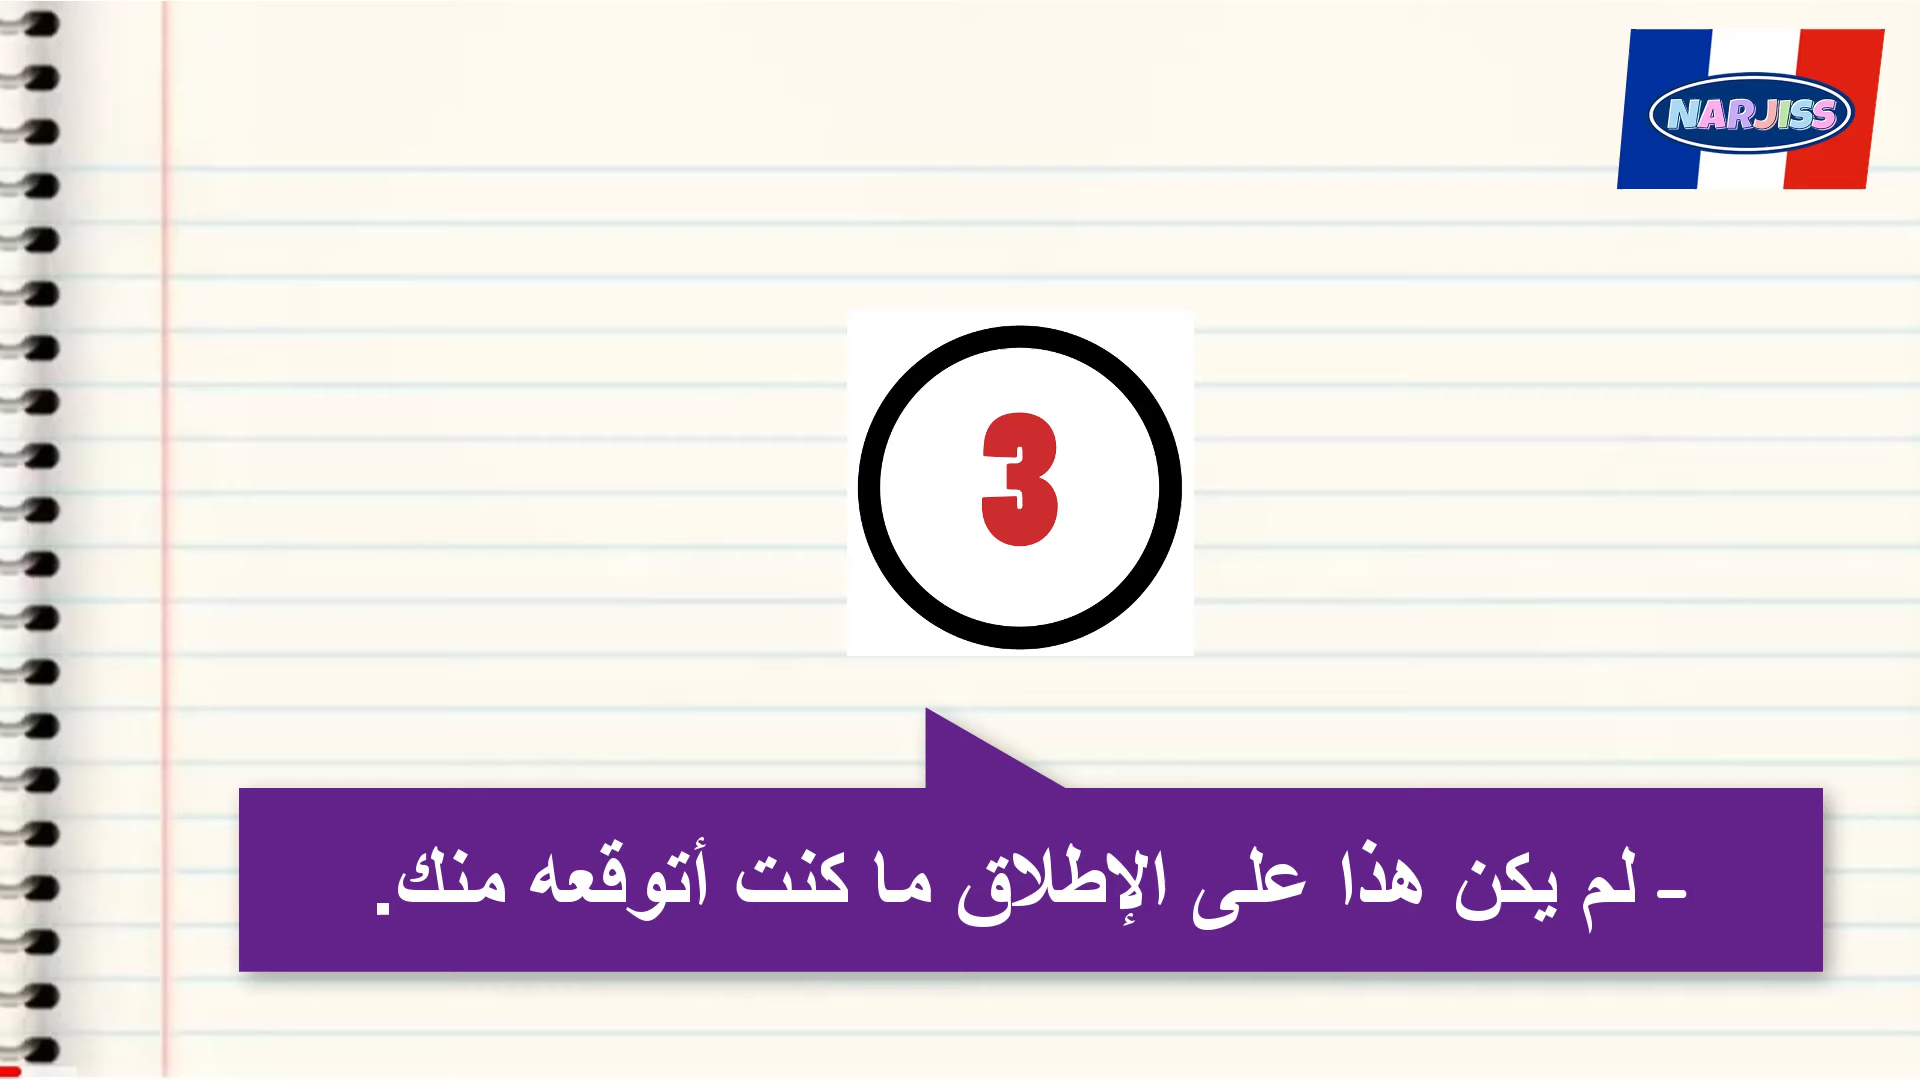 NARJISS
3
- لم يكن هذا على الإطلاق ما كنت أتوقعه منك.